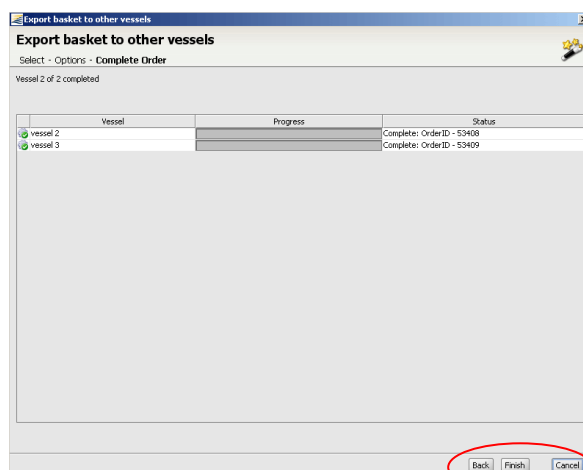 Export basket to other vessels
Export basket to other vessels
Select - Options - Complete Order
Vessel 2 of 2 completed
Vessel Progress Status
vessel 2 Complete: OrderID - 53408
vessel 3 Complete: OrderID - 53409
Back Finish Cancel